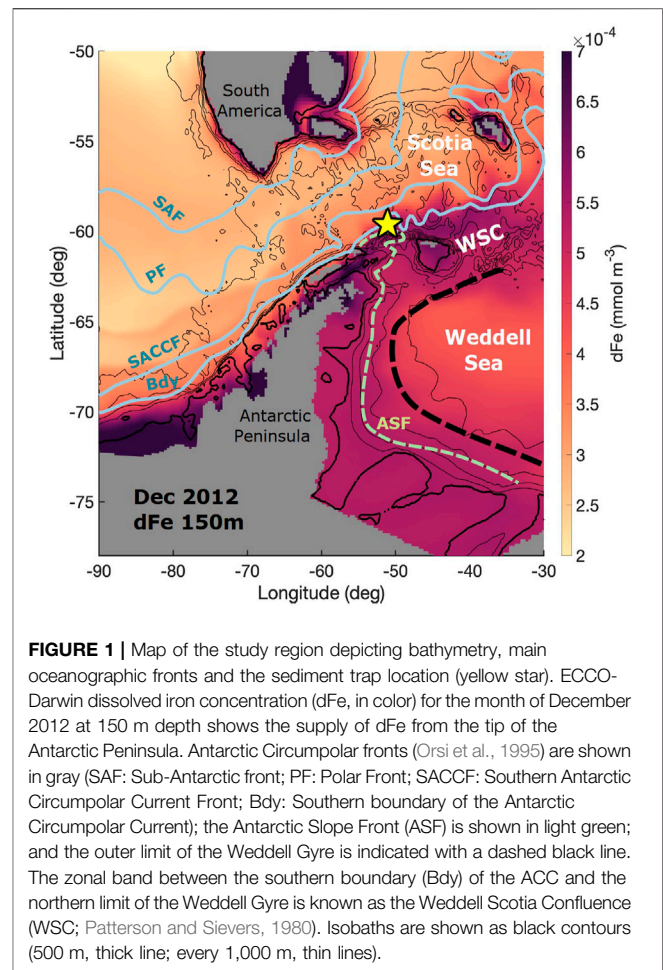 ×10⁻⁴
-50
-55
-60
-65
-70
-75
Latitude (deg)
South
America
Scotia
Sea
SAF
PF
SACCF
Bdy
WSC
Weddell
Sea
ASF
Antarctic
Peninsula
Dec 2012
dFe 150m
-90
-80
-70
-60
-50
-40
-30
Longitude (deg)
7
6.5
6
5.5
5
4.5
4
3.5
3
2.5
2
dFe (mmol m⁻³)
FIGURE 1 | Map of the study region depicting bathymetry, main
oceanographic fronts and the sediment trap location (yellow star). ECCO-
Darwin dissolved iron concentration (dFe, in color) for the month of December
2012 at 150 m depth shows the supply of dFe from the tip of the
Antarctic Peninsula. Antarctic Circumpolar fronts (Orsi et al., 1995) are shown
in gray (SAF: Sub-Antarctic front; PF: Polar Front; SACCF: Southern Antarctic
Circumpolar Current Front; Bdy: Southern boundary of the Antarctic
Circumpolar Current); the Antarctic Slope Front (ASF) is shown in light green;
and the outer limit of the Weddell Gyre is indicated with a dashed black line.
The zonal band between the southern boundary (Bdy) of the ACC and the
northern limit of the Weddell Gyre is known as the Weddell Scotia Confluence
(WSC; Patterson and Sievers, 1980). Isobaths are shown as black contours
(500 m, thick line; every 1,000 m, thin lines).